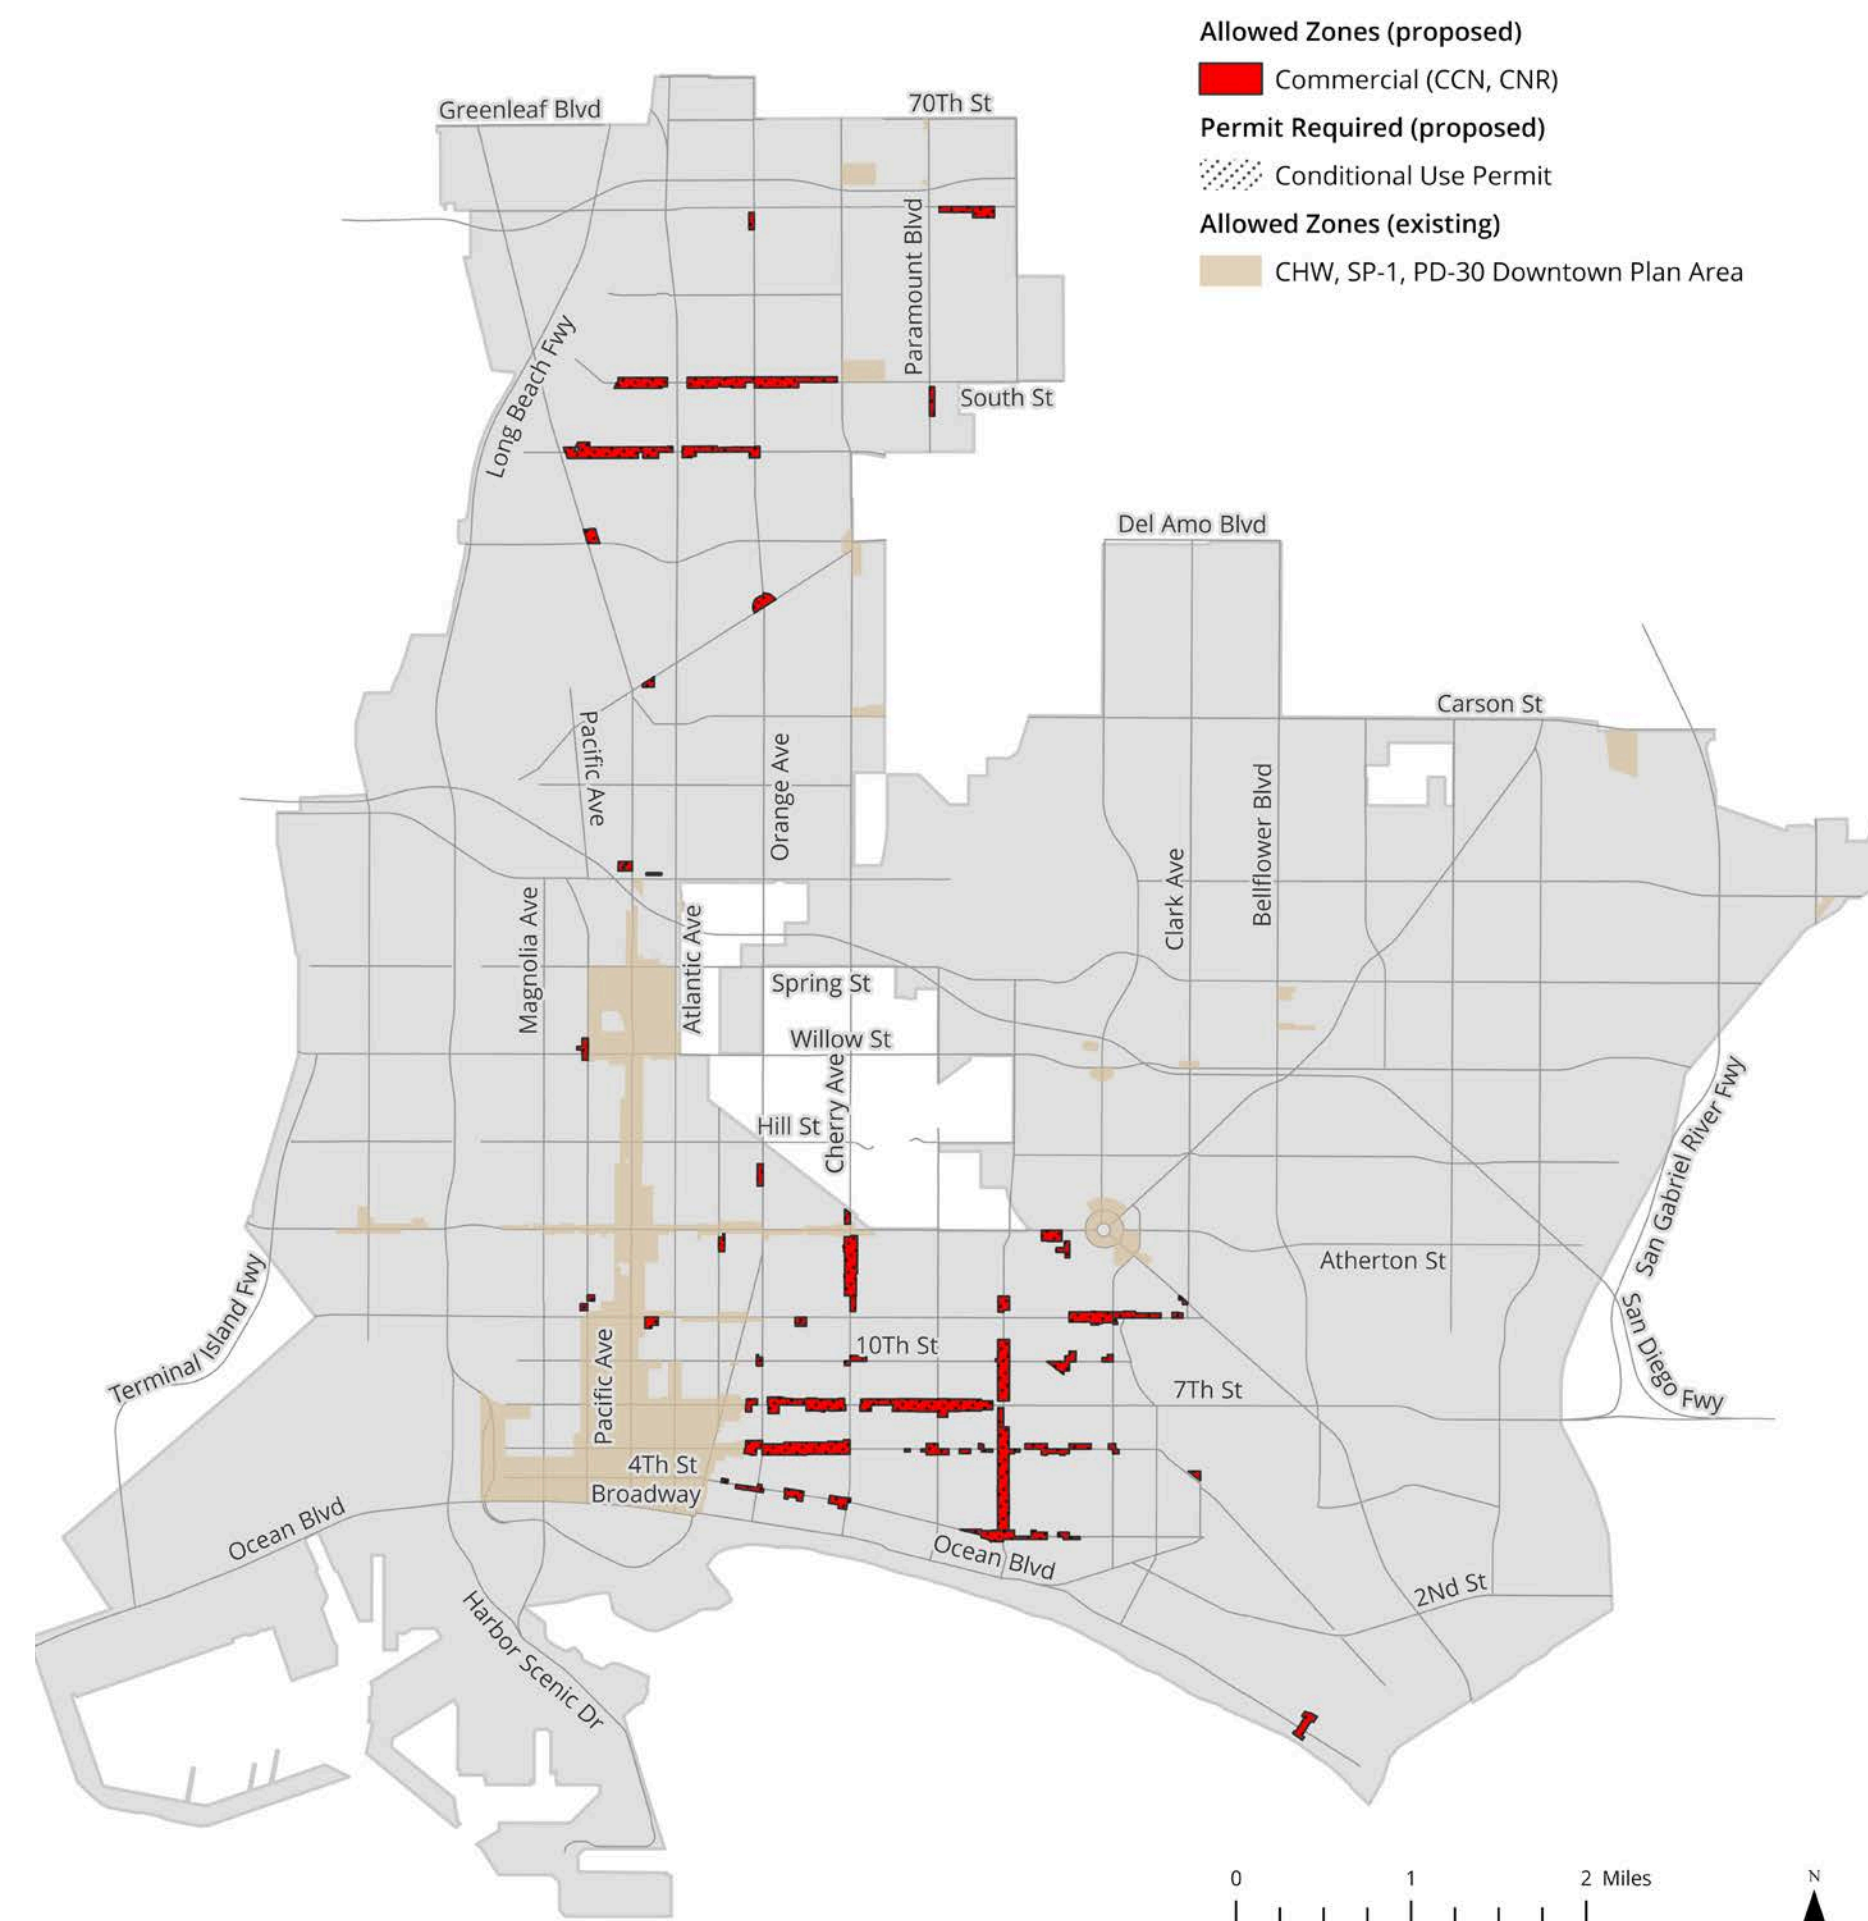 Allowed Zones (proposed)
Commercial (CCN, CNR)
Permit Required (proposed)
Conditional Use Permit
Allowed Zones (existing)
CHW, SP-1, PD-30 Downtown Plan Area
Greenleaf Blvd
70Th St
Paramount Blvd
Long Beach Fwy
South St
Del Amo Blvd
Carson St
Pacific Ave
Orange Ave
Bellflower Blvd
Clark Ave
Magnolia Ave
Atlantic Ave
Spring St
Willow St
Cherry Ave
Hill St
San Gabriel River Fwy
Atherton St
Terminal Island Fwy
San Diego Fwy
10Th St
Pacific Ave
7Th St
4Th St
Broadway
Ocean Blvd
Ocean Blvd
2Nd St
Harbor Scenic Dr
0 1 2 Miles
N